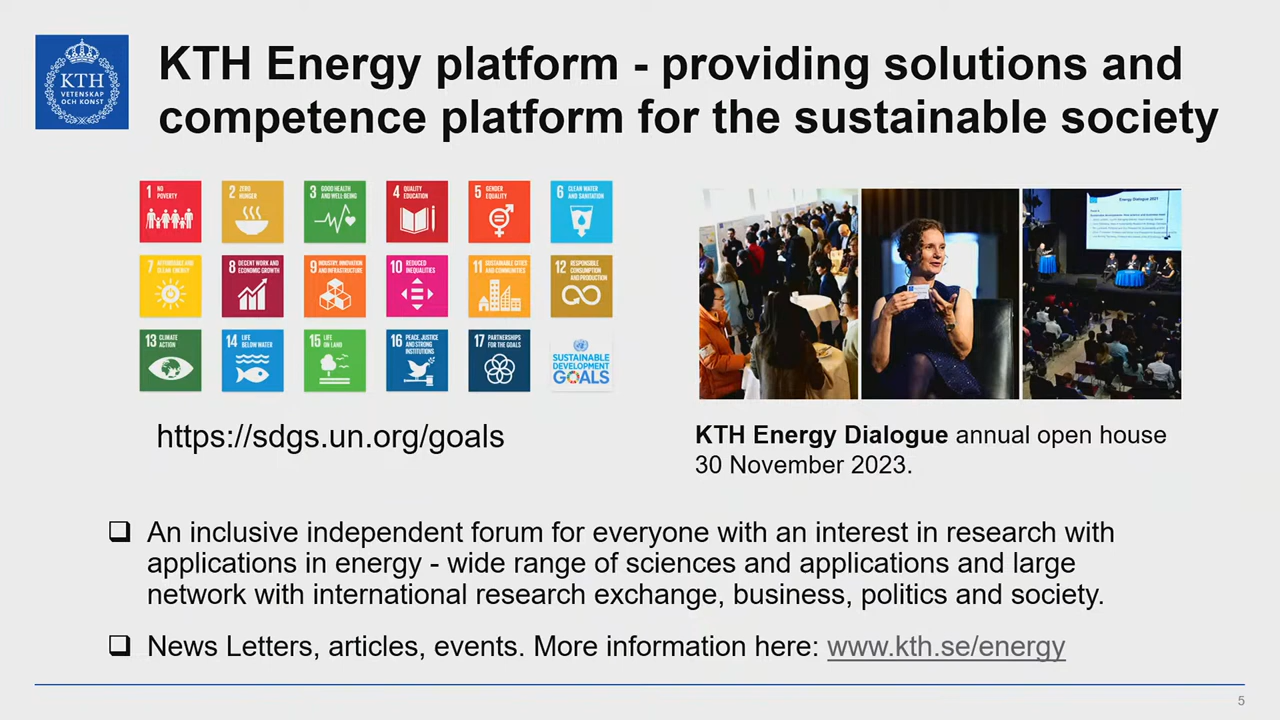 KTH
VETENSKAP
OCH KONST
KTH Energy platform - providing solutions and
competence platform for the sustainable society
1 NO
POVERTY
2 ZERO
HUNGER
3 GOOD HEALTH
AND WELL-BEING
4 QUALITY
EDUCATION
5 GENDER
EQUALITY
6 CLEAN WATER
AND SANITATION
7 AFFORDABLE AND
CLEAN ENERGY
8 DECENT WORK AND
ECONOMIC GROWTH
9 INDUSTRY, INNOVATION
AND INFRASTRUCTURE
10 REDUCED
INEQUALITIES
11 SUSTAINABLE CITIES
AND COMMUNITIES
12 RESPONSIBLE
CONSUMPTION
AND PRODUCTION
13 CLIMATE
ACTION
14 LIFE
BELOW WATER
15 LIFE
ON LAND
16 PEACE, JUSTICE
AND STRONG
INSTITUTIONS
17 PARTNERSHIPS
FOR THE GOALS
SUSTAINABLE
DEVELOPMENT
GOALS
Energy Dialogue 2021
https://sdgs.un.org/goals
KTH Energy Dialogue annual open house
30 November 2023.
An inclusive independent forum for everyone with an interest in research with
applications in energy - wide range of sciences and applications and large
network with international research exchange, business, politics and society.
News Letters, articles, events. More information here: www.kth.se/energy
5